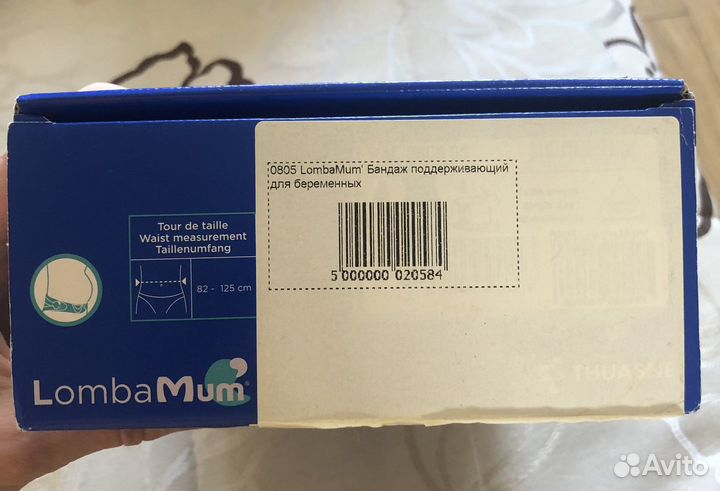 0805 LombaMum' Бандаж поддерживающий
для беременных
5 000000 020584
Tour de taille
Waist measurement
Taillenumfang
82 - 125 cm
LombaMum'
THUASNE
Avito